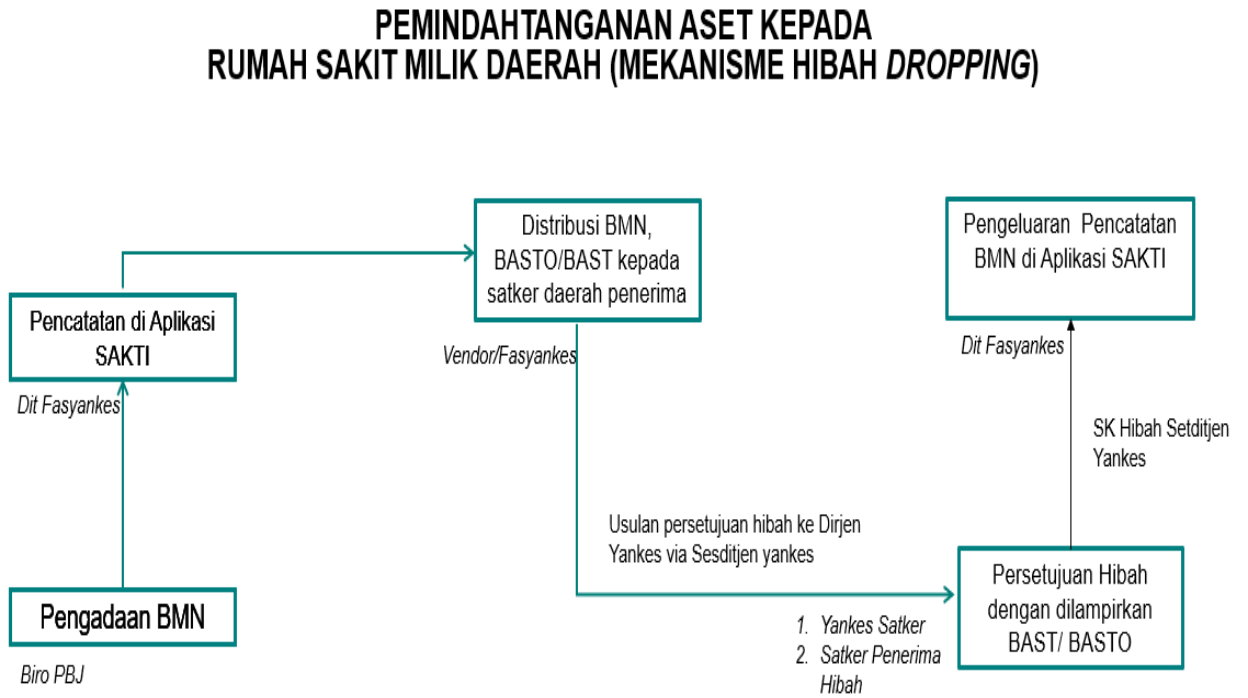 PEMINDAHTANGANAN ASET KEPADA
RUMAH SAKIT MILIK DAERAH (MEKANISME HIBAH DROPPING)
Distribusi BMN,
BASTO/BAST kepada
satker daerah penerima
Vendor/Fasyankes
Pengeluaran Pencatatan
BMN di Aplikasi SAKTI
Dit Fasyankes
Pencatatan di Aplikasi
SAKTI
Dit Fasyankes
SK Hibah Setditjen
Yankes
Usulan persetujuan hibah ke Dirjen
Yankes via Sesditjen yankes
Pengadaan BMN
Biro PBJ
1. Yankes Satker
2. Satker Penerima
Hibah
Persetujuan Hibah
dengan dilampirkan
BAST/ BASTO